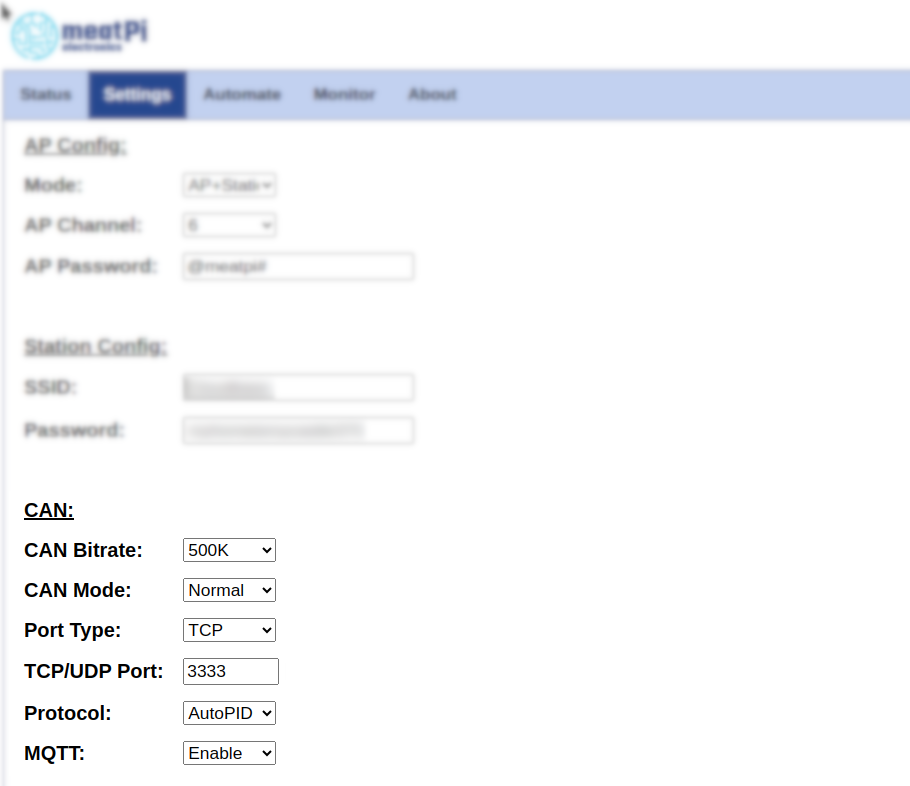 meatPi
electronics
Status Settings Automate Monitor About
AP Config:
Mode: AP+Stati
AP Channel: 6
AP Password: @meatpi#
Station Config:
SSID:
Password:
CAN:
CAN Bitrate: 500K
CAN Mode: Normal
Port Type: TCP
TCP/UDP Port: 3333
Protocol: AutoPID
MQTT: Enable